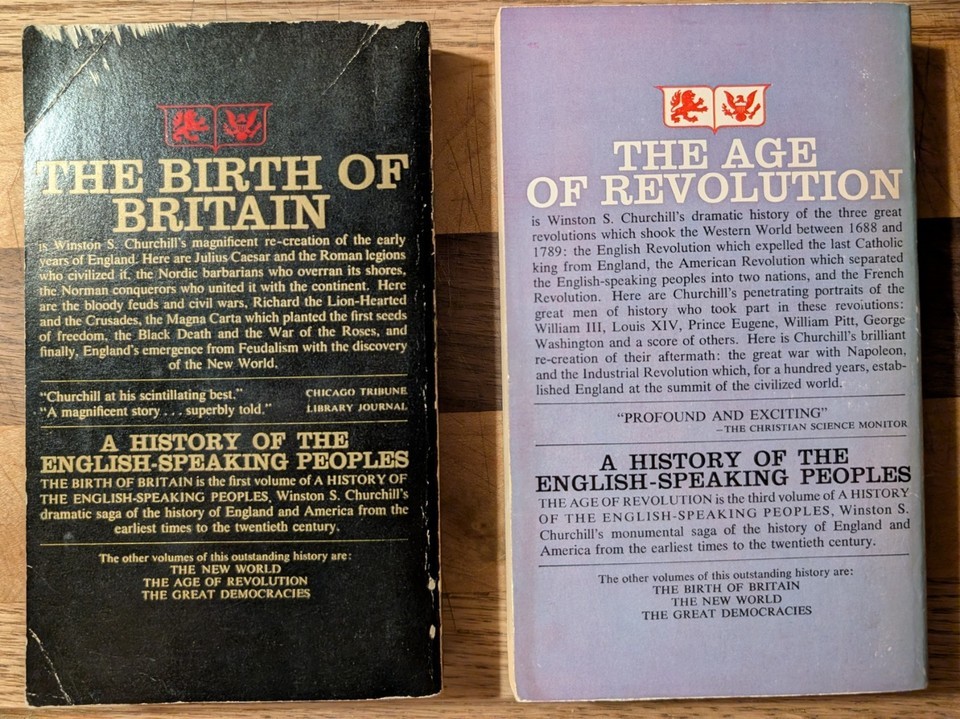 THE BIRTH OF
BRITAIN
is Winston S. Churchill's magnificent re-creation of the early
years of England. Here are Julius Caesar and the Roman legions
who civilized it, the Nordic barbarians who overran its shores,
the Norman conquerors who united it with the continent. Here
are the bloody feuds and civil wars, Richard the Lion-Hearted
and the Crusades, the Magna Carta which planted the first seeds
of freedom, the Black Death and the War of the Roses, and
finally, England's emergence from Feudalism with the discovery
of the New World.
"Churchill at his scintillating best." CHICAGO TRIBUNE
"A magnificent story . . . superbly told." LIBRARY JOURNAL
A HISTORY OF THE
ENGLISH-SPEAKING PEOPLES
THE BIRTH OF BRITAIN is the first volume of A HISTORY OF
THE ENGLISH-SPEAKING PEOPLES, Winston S. Churchill's
dramatic saga of the history of England and America from the
earliest times to the twentieth century.
The other volumes of this outstanding history are:
THE NEW WORLD
THE AGE OF REVOLUTION
THE GREAT DEMOCRACIES
THE AGE
OF REVOLUTION
is Winston S. Churchill's dramatic history of the three great
revolutions which shook the Western World between 1688 and
1789: the English Revolution which expelled the last Catholic
king from England, the American Revolution which separated
the English-speaking peoples into two nations, and the French
Revolution. Here are Churchill's penetrating portraits of the
great men of history who took part in these revolutions:
William III, Louis XIV, Prince Eugene, William Pitt, George
Washington and a score of others. Here is Churchill's brilliant
re-creation of their aftermath: the great war with Napoleon,
and the Industrial Revolution which, for a hundred years, estab-
lished England at the summit of the civilized world.
"PROFOUND AND EXCITING"
—THE CHRISTIAN SCIENCE MONITOR
A HISTORY OF THE
ENGLISH-SPEAKING PEOPLES
THE AGE OF REVOLUTION is the third volume of A HISTORY
OF THE ENGLISH-SPEAKING PEOPLES, Winston S.
Churchill's monumental saga of the history of England and
America from the earliest times to the twentieth century.
The other volumes of this outstanding history are:
THE BIRTH OF BRITAIN
THE NEW WORLD
THE GREAT DEMOCRACIES